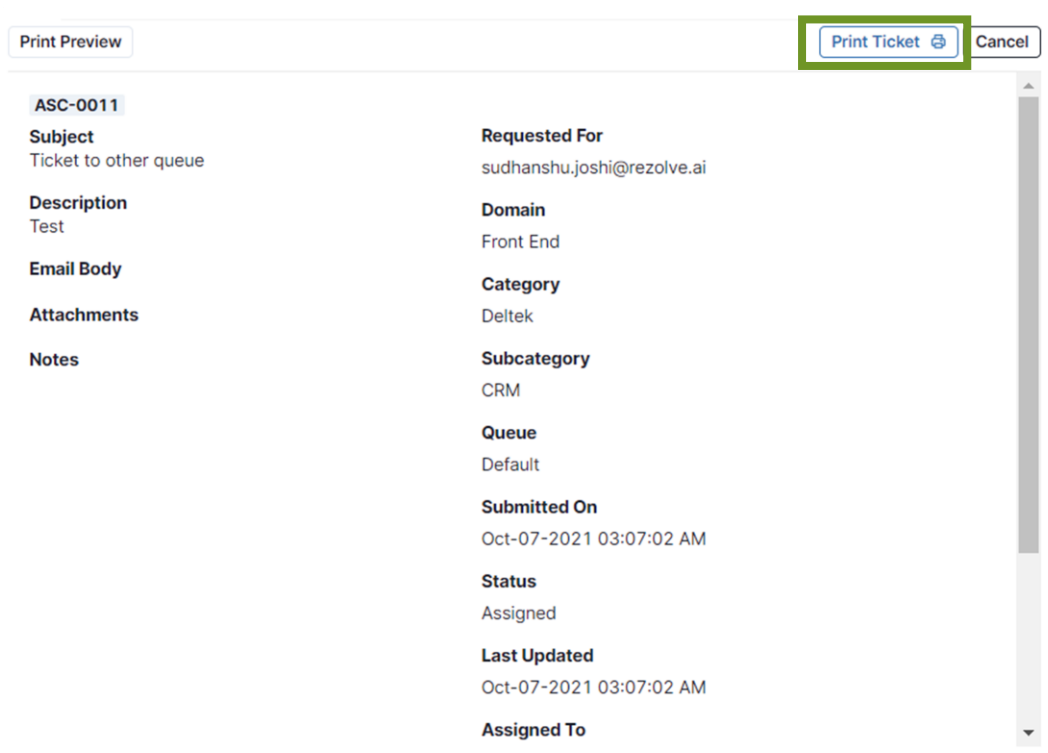 Print Preview
Print Ticket
Cancel
ASC-0011
Subject
Ticket to other queue
Description
Test
Email Body
Attachments
Notes
Requested For
sudhanshu.joshi@rezolve.ai
Domain
Front End
Category
Deltek
Subcategory
CRM
Queue
Default
Submitted On
Oct-07-2021 03:07:02 AM
Status
Assigned
Last Updated
Oct-07-2021 03:07:02 AM
Assigned To